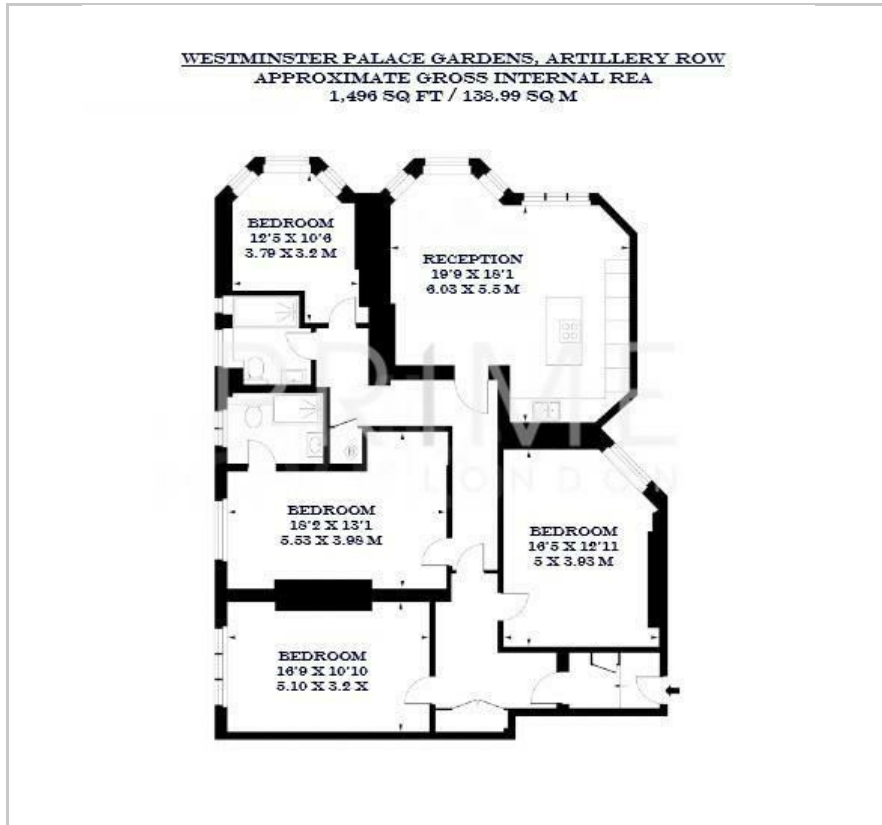 WESTMINSTER PALACE GARDENS, ARTILLERY ROW
APPROXIMATE GROSS INTERNAL REA
1,496 SQ FT / 138.99 SQ M
BEDROOM
12'5 X 10'6
3.79 X 3.2 M
RECEPTION
19'9 X 18'1
6.03 X 5.5 M
PRIME
LONDON
BEDROOM
18'2 X 13'1
5.53 X 3.98 M
BEDROOM
16'5 X 12'11
5 X 3.93 M
BEDROOM
16'9 X 10'10
5.10 X 3.2 X